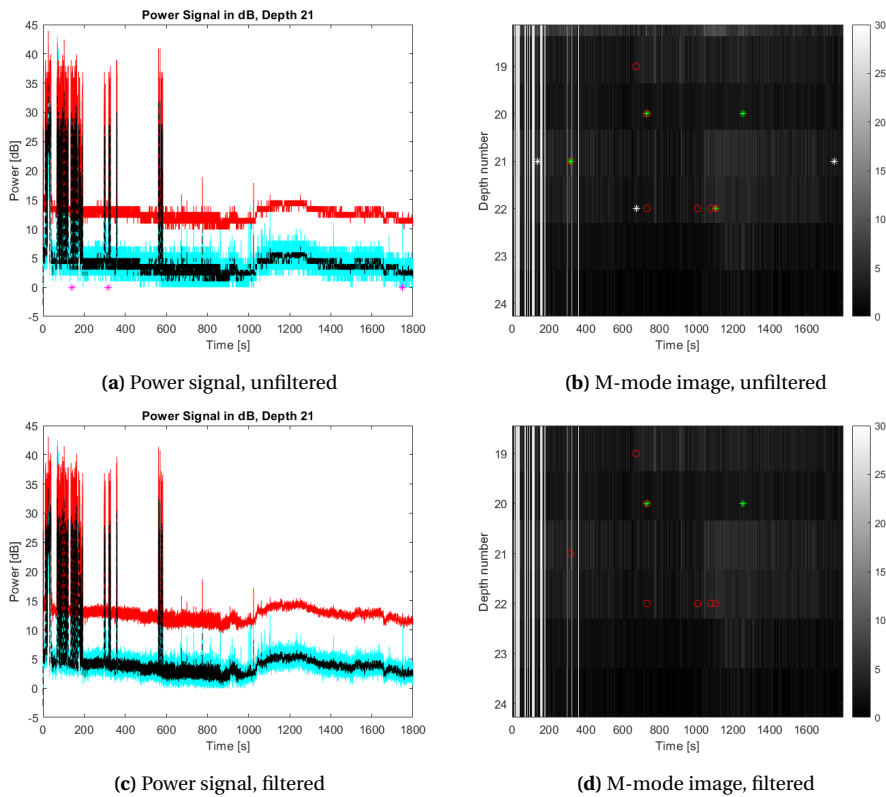 Power Signal in dB, Depth 21
45
40
35
30
25
20
15
10
5
0
-5
Power [dB]
0 200 400 600 800 1000 1200 1400 1600 1800
Time [s]
(a) Power signal, unfiltered
19
20
21
22
23
24
Depth number
0 200 400 600 800 1000 1200 1400 1600
Time [s]
30
25
20
15
10
5
0
(b) M-mode image, unfiltered
Power Signal in dB, Depth 21
45
40
35
30
25
20
15
10
5
0
-5
Power [dB]
0 200 400 600 800 1000 1200 1400 1600 1800
Time [s]
(c) Power signal, filtered
19
20
21
22
23
24
Depth number
0 200 400 600 800 1000 1200 1400 1600
Time [s]
30
25
20
15
10
5
0
(d) M-mode image, filtered